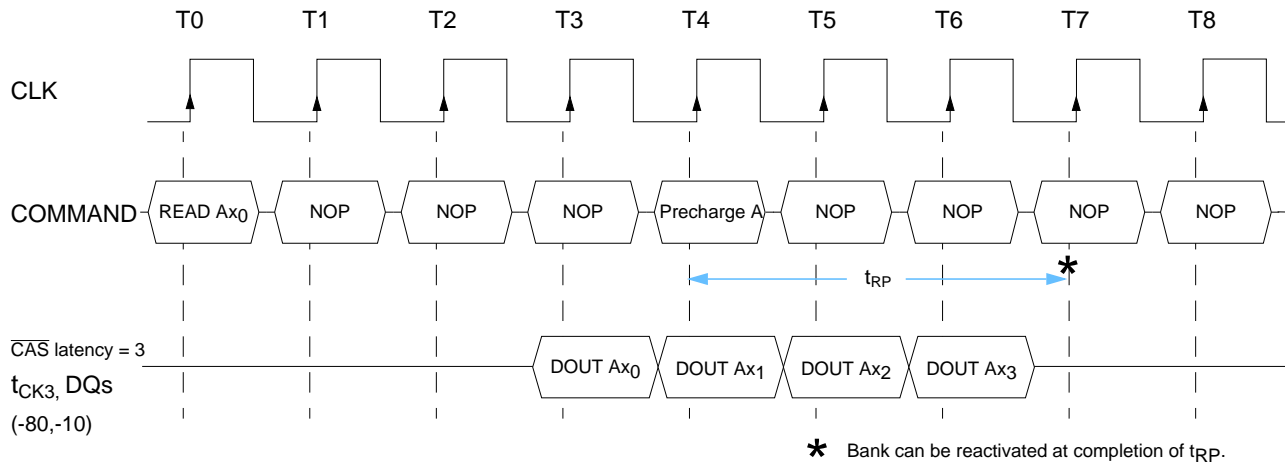 T0 T1 T2 T3 T4 T5 T6 T7 T8
CLK
COMMAND READ Ax0 NOP NOP NOP Precharge A NOP NOP NOP NOP
*
tRP
CAS latency = 3
tCK3, DQs DOUT Ax0 DOUT Ax1 DOUT Ax2 DOUT Ax3
(-80,-10)
* Bank can be reactivated at completion of tRP.